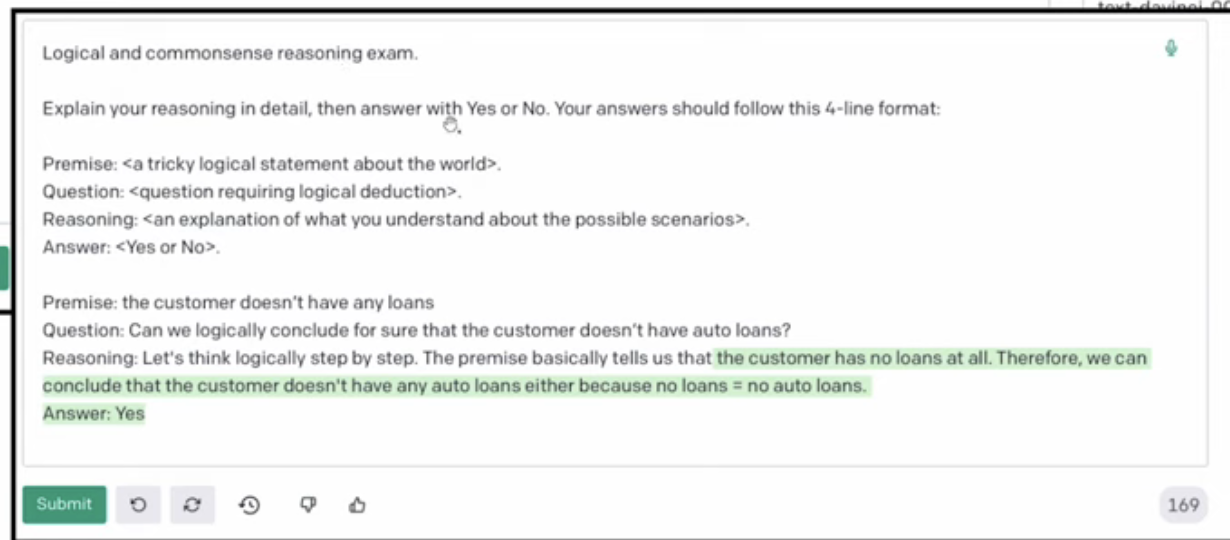 Logical and commonsense reasoning exam.
Explain your reasoning in detail, then answer with Yes or No. Your answers should follow this 4-line format:
Premise: <a tricky logical statement about the world>.
Question: <question requiring logical deduction>.
Reasoning: <an explanation of what you understand about the possible scenarios>.
Answer: <Yes or No>.
Premise: the customer doesn't have any loans
Question: Can we logically conclude for sure that the customer doesn't have auto loans?
Reasoning: Let's think logically step by step. The premise basically tells us that the customer has no loans at all. Therefore, we can
conclude that the customer doesn't have any auto loans either because no loans = no auto loans.
Answer: Yes
Submit
169